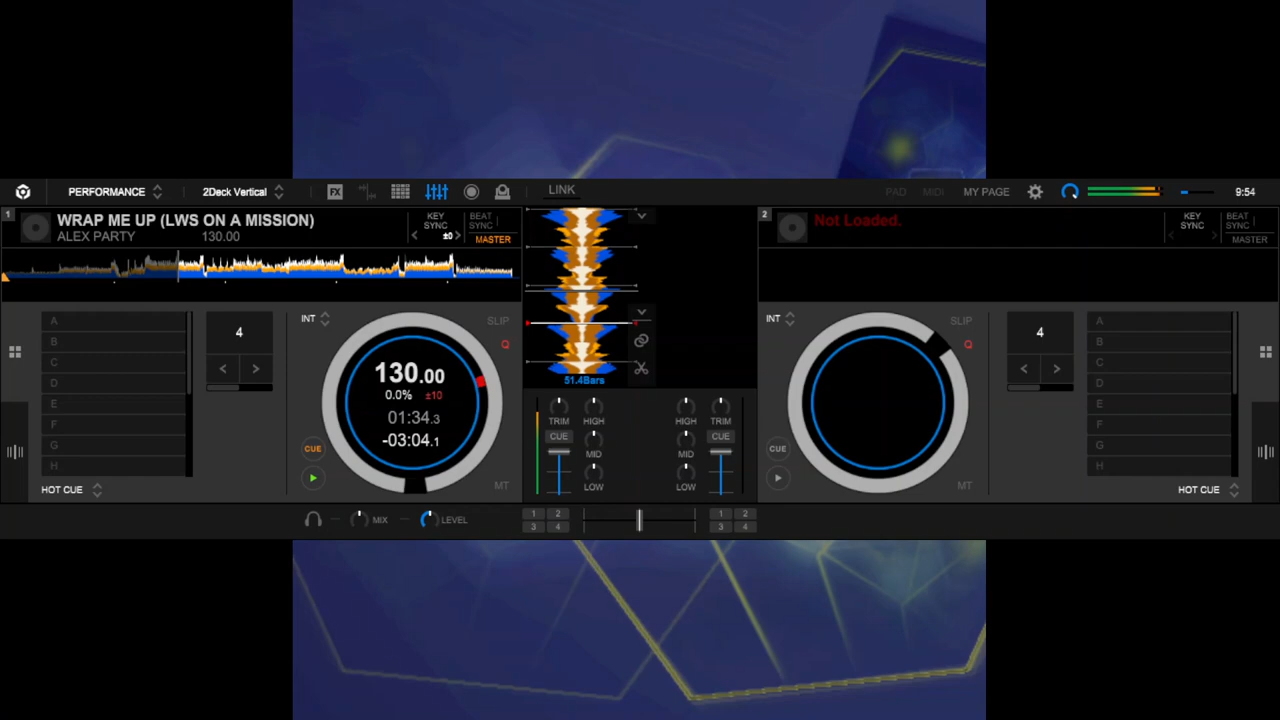 PERFORMANCE 2Deck Vertical FX LINK PAD MIDI MY PAGE 9:54
1 WRAP ME UP (LWS ON A MISSION) KEY SYNC BEAT SYNC
ALEX PARTY 130.00 < ±0 > MASTER
2 Not Loaded. KEY SYNC BEAT SYNC
< > MASTER
INT SLIP
A
B
C
D
E
F
G
H
HOT CUE
4
< >
Q
130.00
0.0% ±10
01:34.3
-03:04.1
CUE
MT
51.4Bars
TRIM HIGH HIGH TRIM
CUE CUE
MID MID
LOW LOW
INT SLIP
Q
CUE
MT
4
< >
A
B
C
D
E
F
G
H
HOT CUE
MIX LEVEL
1 2 1 2
3 4 3 4